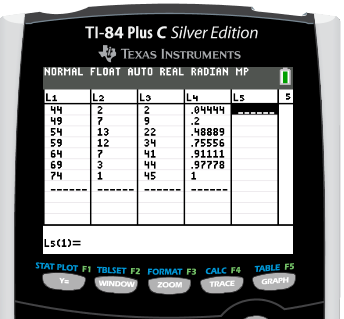 TI-84 Plus C Silver Edition
TEXAS INSTRUMENTS
NORMAL FLOAT AUTO REAL RADIAN MP
L1 L2 L3 L4 L5 5
44 2 2 .04444 ------
49 7 9 .2
54 13 22 .48889
59 12 34 .75556
64 7 41 .91111
69 3 44 .97778
74 1 45 1
------ ------ ------ ------
L5(1)=
STAT PLOT F1 TBLSET F2 FORMAT F3 CALC F4 TABLE F5
Y= WINDOW ZOOM TRACE GRAPH